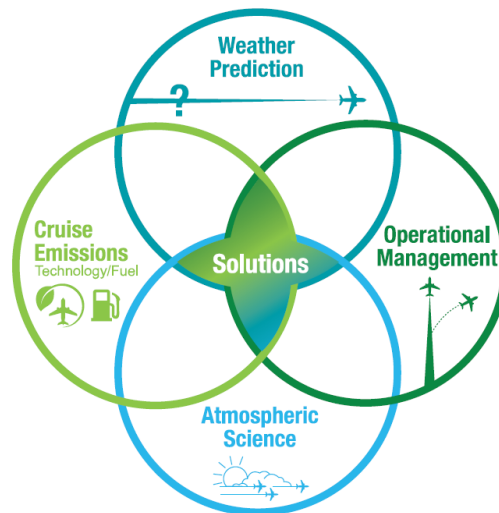 Weather
Prediction
?
Cruise
Emissions
Technology/Fuel
Solutions
Operational
Management
Atmospheric
Science